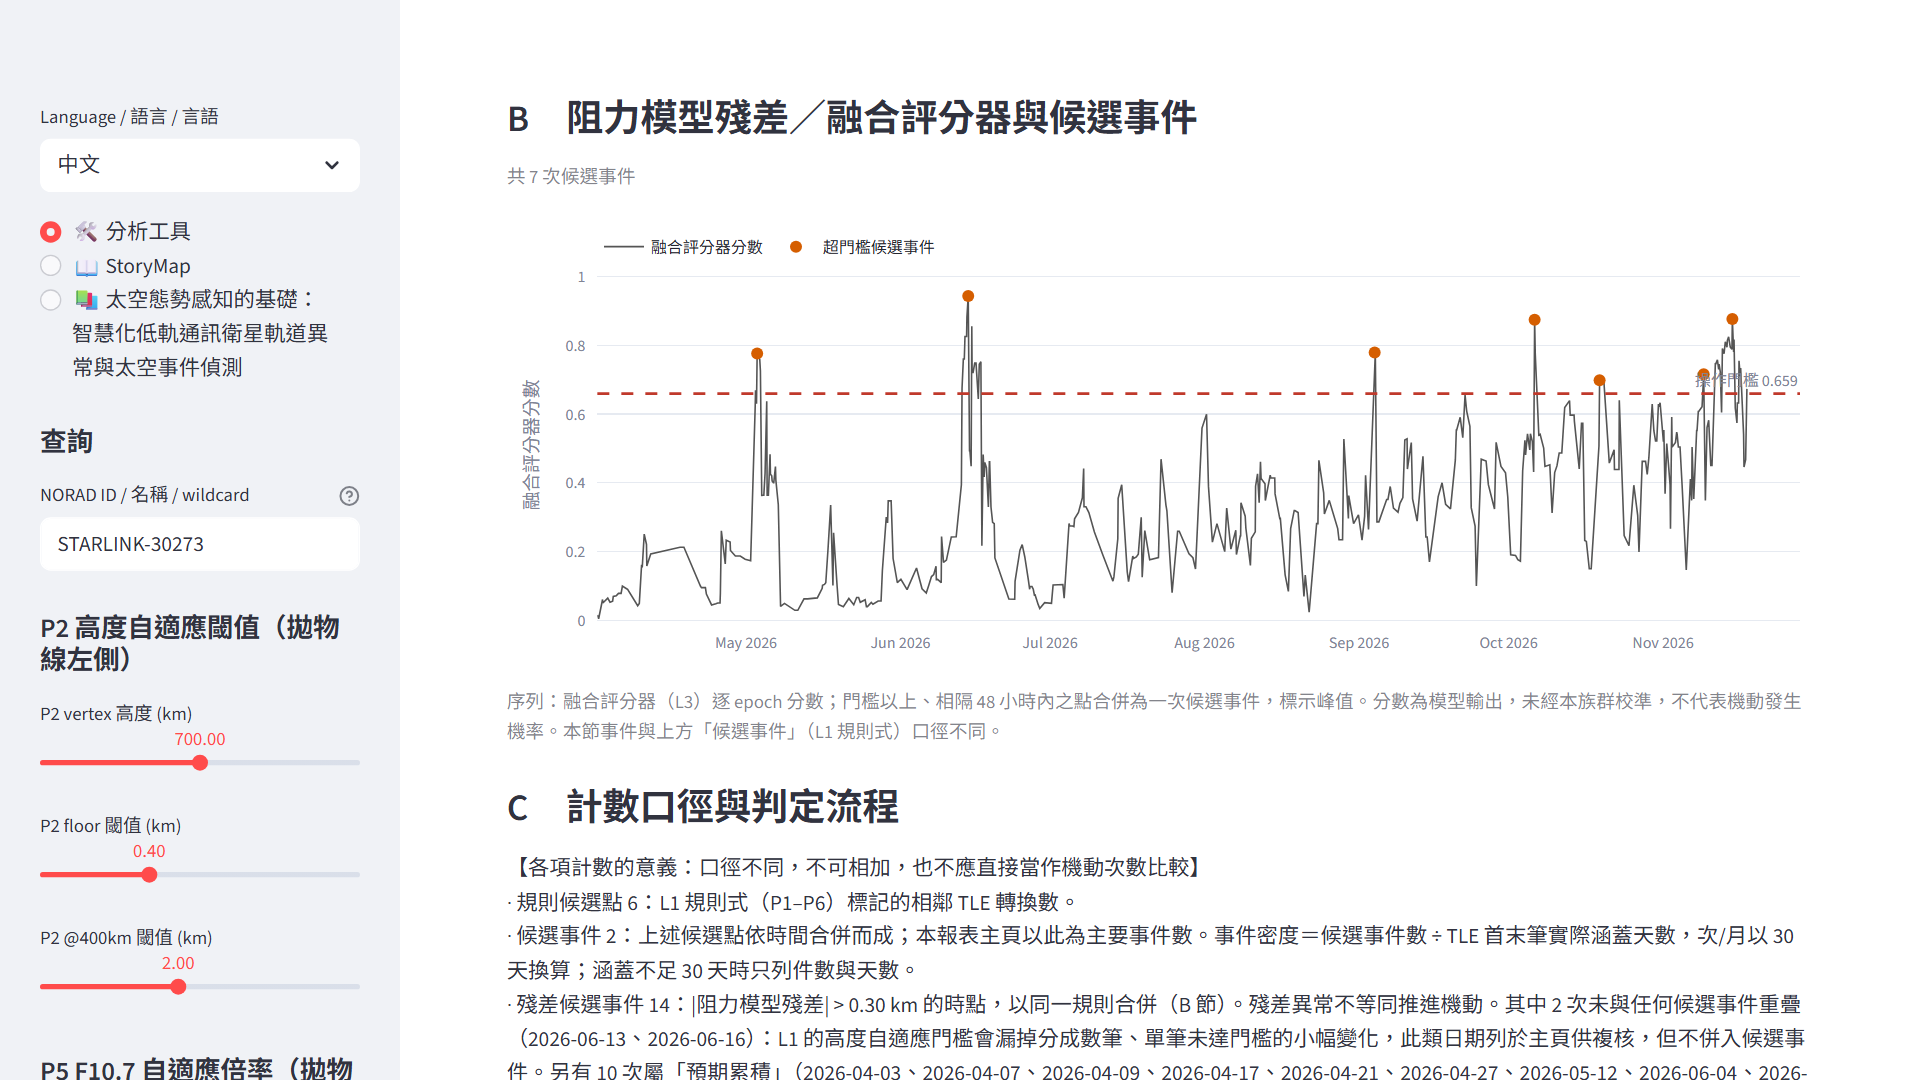 Language / 語言 / 言語
中文
🛠️ 分析工具
📖 StoryMap
📚 太空態勢感知的基礎：
智慧化低軌通訊衛星軌道異
常與太空事件偵測
查詢
NORAD ID / 名稱 / wildcard
STARLINK-30273
P2 高度自適應閾值（拋物
線左側）
P2 vertex 高度 (km)
700.00
P2 floor 閾值 (km)
0.40
P2 @400km 閾值 (km)
2.00
P5 F10.7 自適應倍率（拋物
B 阻力模型殘差／融合評分器與候選事件
共 7 次候選事件
融合評分器分數
超門檻候選事件
融合評分器分數
1
0.8
0.6
0.4
0.2
0
操作門檻 0.659
May 2026
Jun 2026
Jul 2026
Aug 2026
Sep 2026
Oct 2026
Nov 2026
序列：融合評分器（L3）逐 epoch 分數；門檻以上、相隔 48 小時內之點合併為一次候選事件，標示峰值。分數為模型輸出，未經本族群校準，不代表機動發生
機率。本節事件與上方「候選事件」（L1 規則式）口徑不同。
C 計數口徑與判定流程
【各項計數的意義：口徑不同，不可相加，也不應直接當作機動次數比較】
· 規則候選點 6：L1 規則式（P1–P6）標記的相鄰 TLE 轉換數。
· 候選事件 2：上述候選點依時間合併而成；本報表主頁以此為主要事件數。事件密度＝候選事件數 ÷ TLE 首末筆實際涵蓋天數，次/月以 30
天換算；涵蓋不足 30 天時只列件數與天數。
· 殘差候選事件 14：|阻力模型殘差| > 0.30 km 的時點，以同一規則合併（B 節）。殘差異常不等同推進機動。其中 2 次未與任何候選事件重疊
（2026-06-13、2026-06-16）：L1 的高度自適應門檻會漏掉分成數筆、單筆未達門檻的小幅變化，此類日期列於主頁供複核，但不併入候選事
件。另有 10 次屬「預期累積」（2026-04-03、2026-04-07、2026-04-09、2026-04-17、2026-04-21、2026-04-27、2026-05-12、2026-06-04、2026-